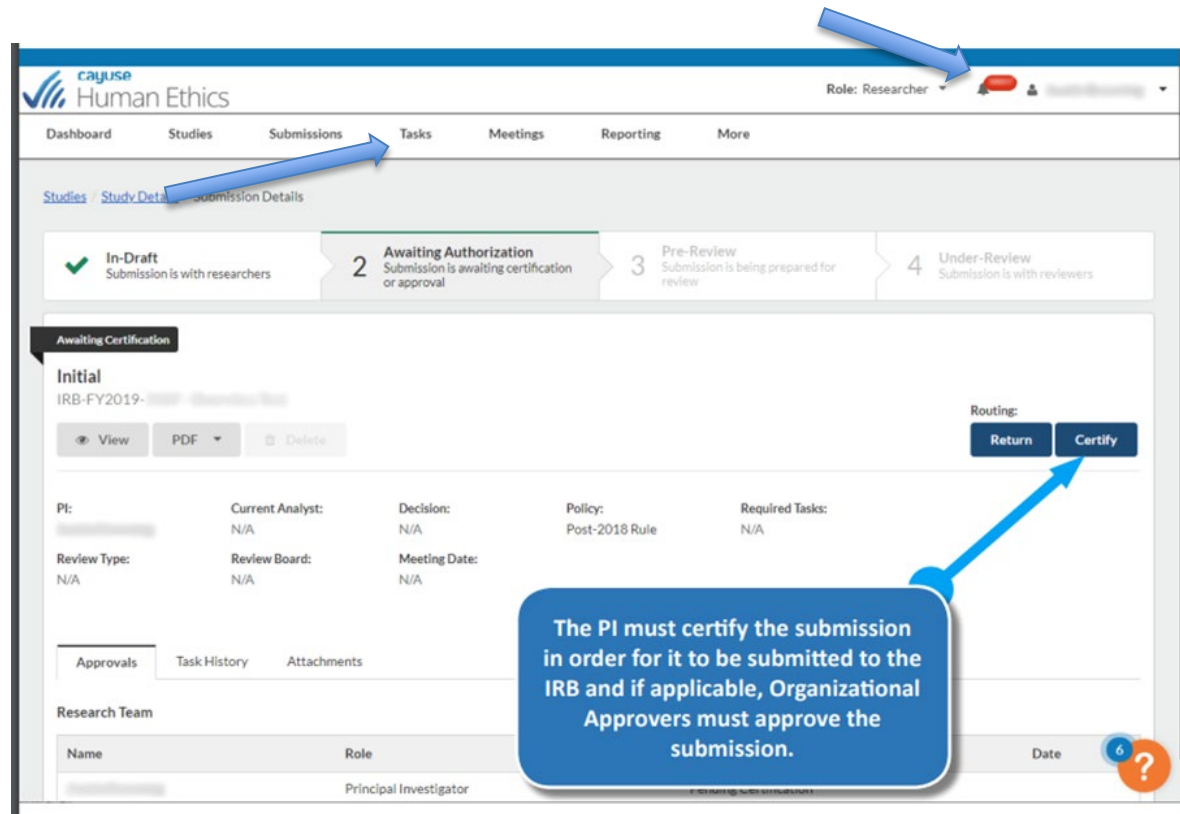 cayuse
Human Ethics
Role: Researcher
Dashboard Studies Submissions Tasks Meetings Reporting More
Studies / Study Submission Details
In-Draft
Submission is with researchers
2 Awaiting Authorization
Submission is awaiting certification
or approval
3 Pre-Review
Submission is being prepared for
review
4 Under-Review
Submission is with reviewers
Awaiting Certification
Initial
IRB-FY2019-
Routing:
View PDF Delete Return Certify
PI: Current Analyst: Decision: Policy: Required Tasks:
N/A N/A Post-2018 Rule N/A
Review Type: Review Board: Meeting Date:
N/A N/A N/A
The PI must certify the submission
in order for it to be submitted to the
IRB and if applicable, Organizational
Approvers must approve the
submission.
Approvals Task History Attachments
Research Team
Name Role Date
6
?
Principal Investigator Pending Certification